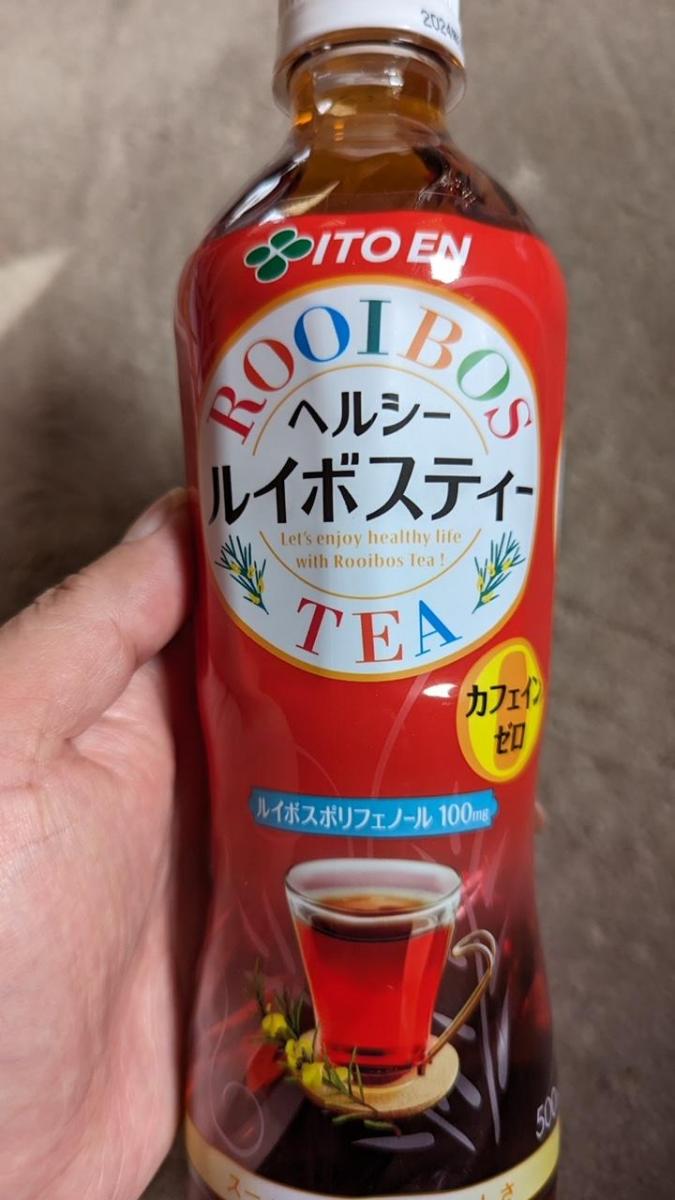 2024
ITO EN
ROOIBOS
ヘルシー
ルイボスティー
Let's enjoy healthy life
with Rooibos Tea !
TEA
カフェイン
ゼロ
ルイボスポリフェノール 100mg
500